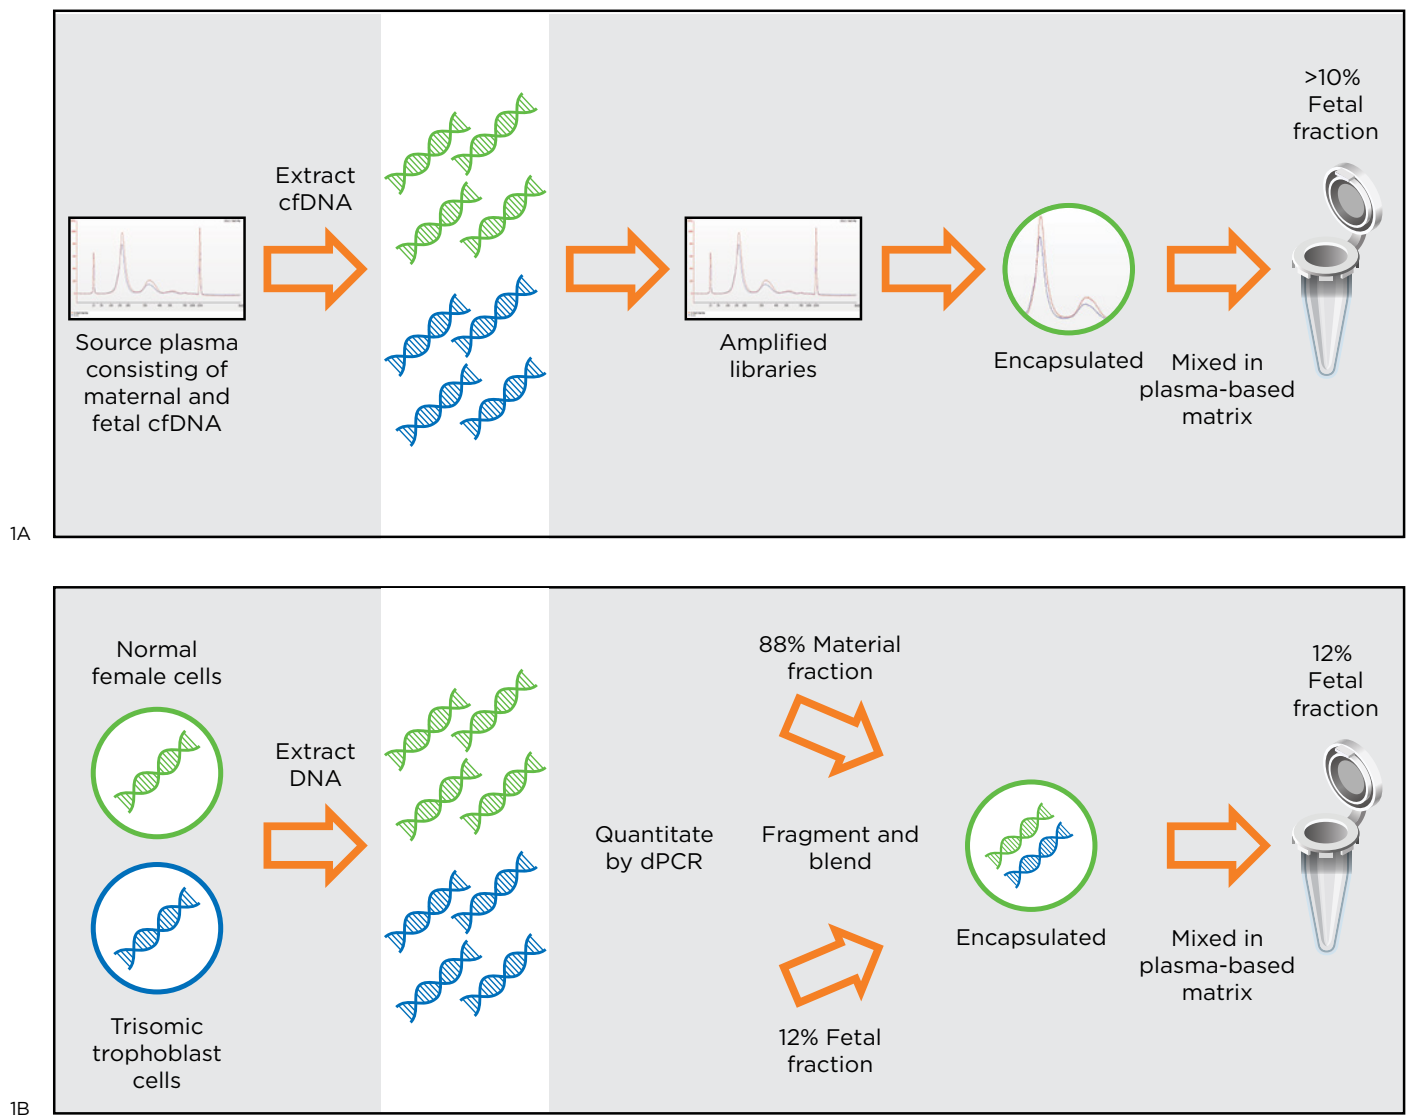 >10%
Fetal
fraction
Extract
cfDNA
Source plasma
consisting of
maternal and
fetal cfDNA
Amplified
libraries
Encapsulated
Mixed in
plasma-based
matrix
1A
Normal
female cells
Extract
DNA
Trisomic
trophoblast
cells
Quantitate
by dPCR
88% Material
fraction
Fragment and
blend
12% Fetal
fraction
Encapsulated
Mixed in
plasma-based
matrix
12%
Fetal
fraction
1B